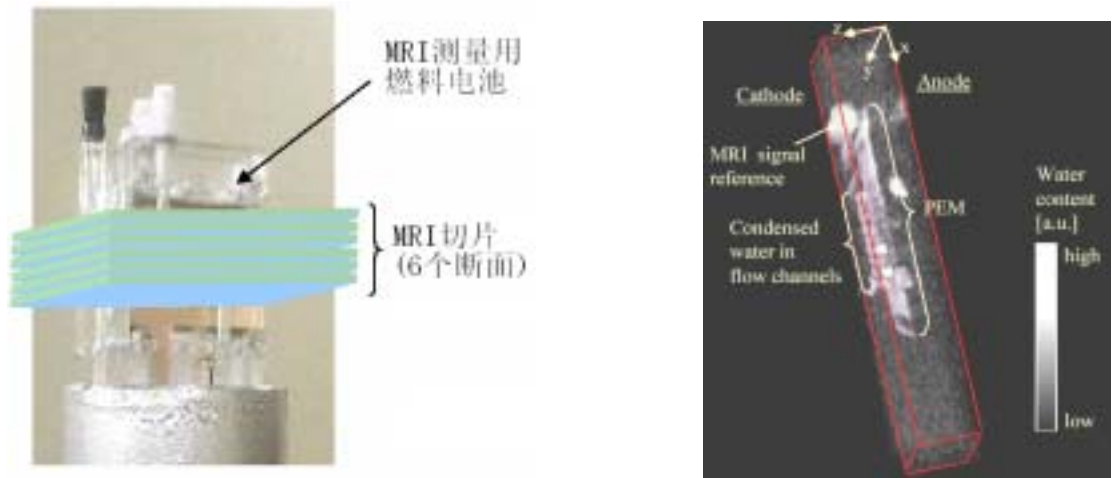 MRI测量用
燃料电池
MRI切片
(6个断面)
z
x
y
Cathode
Anode
MRI signal
reference
PEM
Condensed
water in
flow channels
Water
content
[a.u.]
high
low